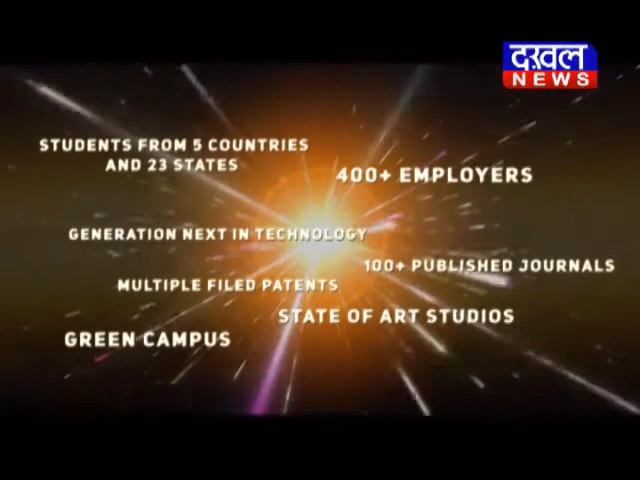 दख़ल
NEWS
STUDENTS FROM 5 COUNTRIES
AND 23 STATES
400+ EMPLOYERS
GENERATION NEXT IN TECHNOLOGY
100+ PUBLISHED JOURNALS
MULTIPLE FILED PATENTS
STATE OF ART STUDIOS
GREEN CAMPUS